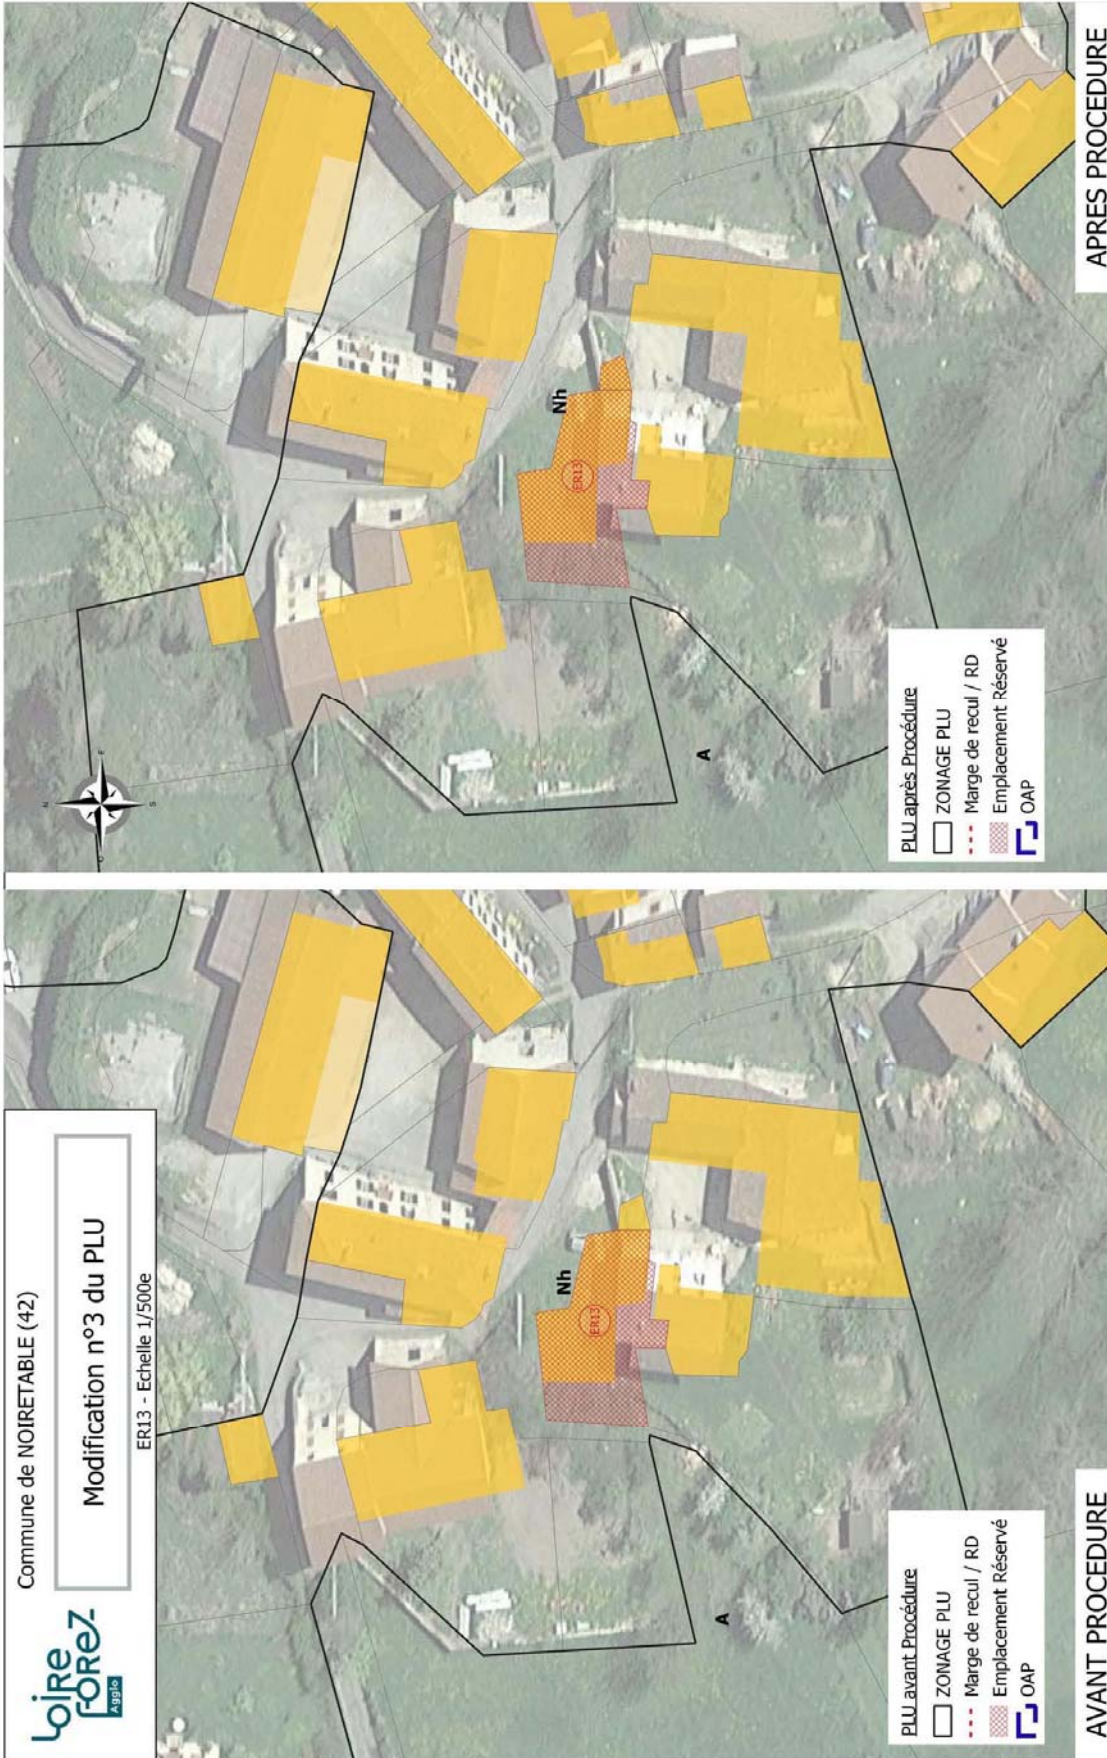 Loire
FOReZ
Agglo
Commune de NOIRETABLE (42)
Modification n°3 du PLU
ER13 - Echelle 1/500e
Nh
ER13
A
PLU avant Procédure
ZONAGE PLU
Marge de recul / RD
Emplacement Réservé
OAP
AVANT PROCEDURE
N
E
S
O
Nh
ER13
A
PLU après Procédure
ZONAGE PLU
Marge de recul / RD
Emplacement Réservé
OAP
APRES PROCEDURE